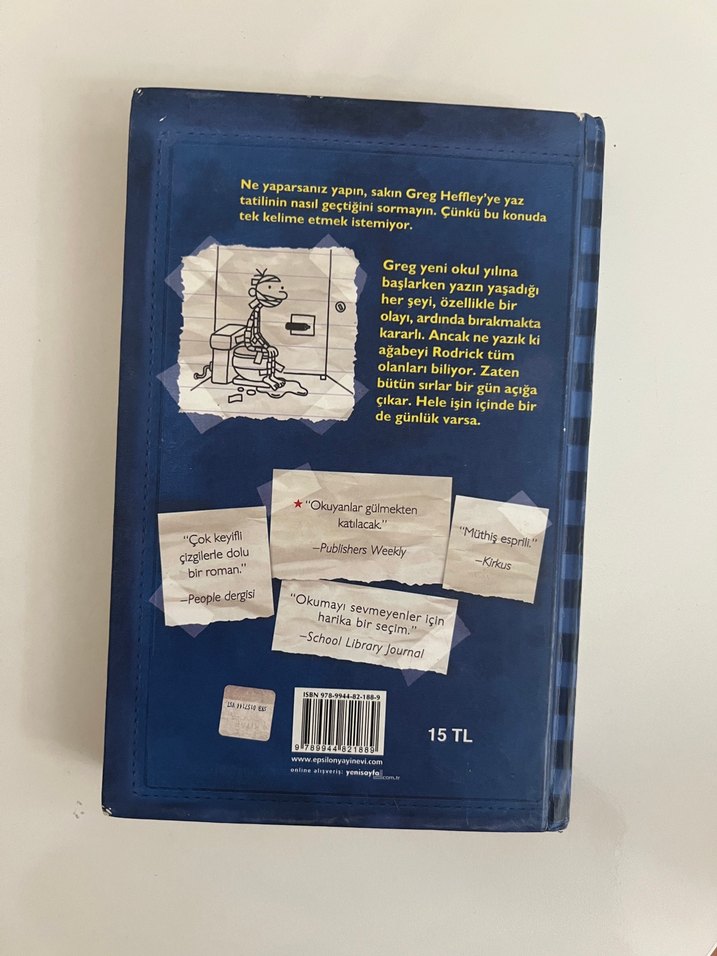 Ne yaparsanız yapın, sakın Greg Heffley'ye yaz
tatilinin nasıl geçtiğini sormayın. Çünkü bu konuda
tek kelime etmek istemiyor.
Greg yeni okul yılına
başlarken yazın yaşadığı
her şeyi, özellikle bir
olayı, ardında bırakmakta
kararlı. Ancak ne yazık ki
ağabeyi Rodrick tüm
olanları biliyor. Zaten
bütün sırlar bir gün açığa
çıkar. Hele işin içinde bir
de günlük varsa.
"Çok keyifli
çizgilerle dolu
bir roman."
—People dergisi
★ "Okuyanlar gülmekten
katılacak."
—Publishers Weekly
"Müthiş esprili."
—Kirkus
"Okumayı sevmeyenler için
harika bir seçim."
—School Library Journal
ISBN 978-9944-82-188-9
9 789944 821889
www.epsilonyayinevi.com
online alışveriş: yenisayfa.com.tr
15 TL